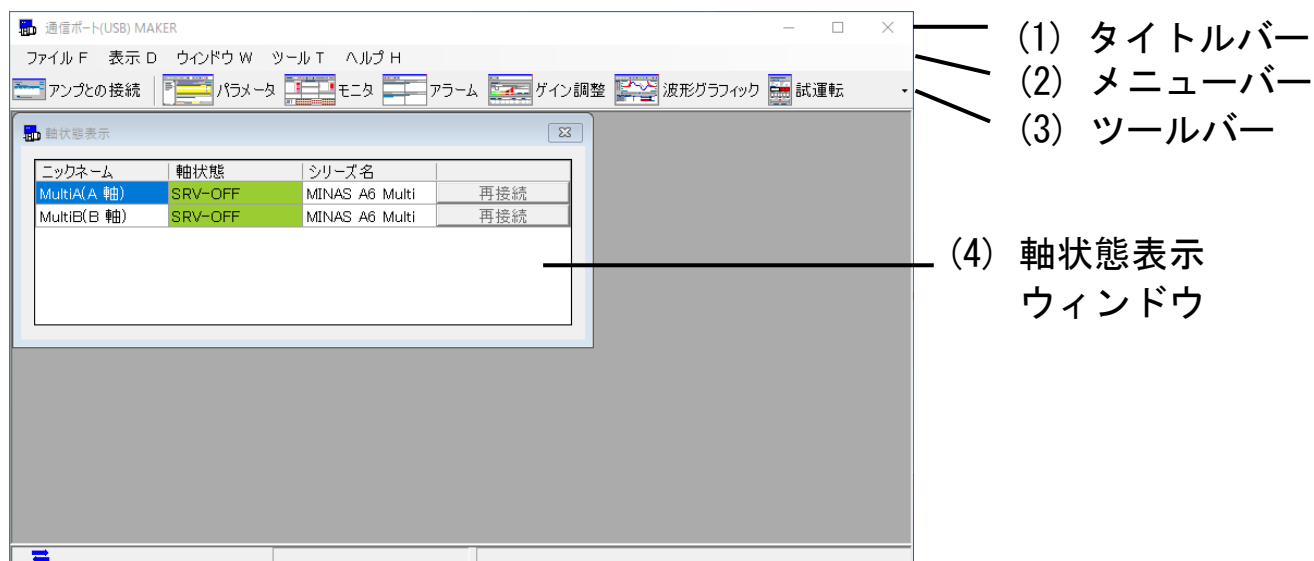 通信ポート(USB) MAKER
(1) タイトルバー
ファイル F 表示 D ウィンドウ W ツール T ヘルプ H
(2) メニューバー
アンプとの接続 パラメータ モニタ アラーム ゲイン調整 波形グラフィック 試運転
(3) ツールバー
軸状態表示
ニックネーム 軸状態 シリーズ名
MultiA(A 軸) SRV-OFF MINAS A6 Multi 再接続
MultiB(B 軸) SRV-OFF MINAS A6 Multi 再接続
(4) 軸状態表示
ウィンドウ